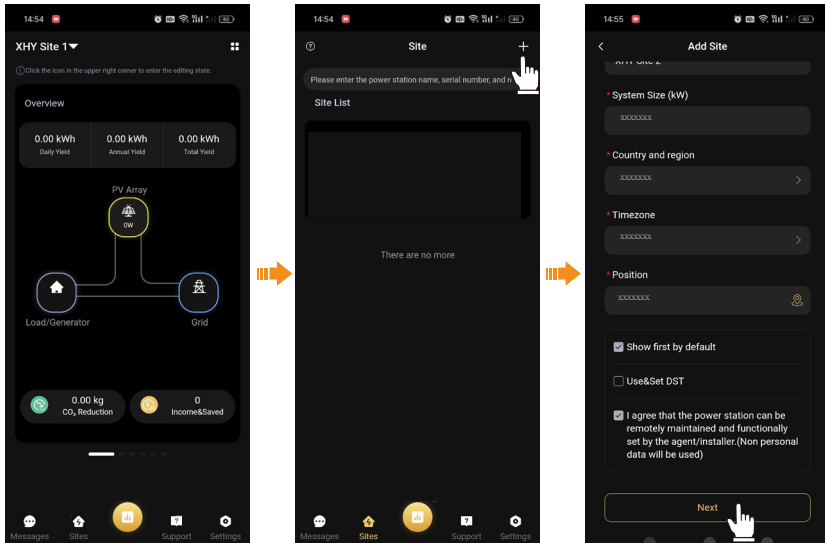 14:54
40
XHY Site 1
Click the icon in the upper right corner to enter the editing state.
Overview
0.00 kWh
Daily Yield
0.00 kWh
Annual Yield
0.00 kWh
Total Yield
PV Array
0W
Load/Generator
Grid
0.00 kg
CO₂ Reduction
0
Income&Saved
Messages
Sites
Support
Settings
14:54
40
Site
Please enter the power station name, serial number, and
Site List
There are no more
Messages
Sites
Support
Settings
14:55
40
Add Site
XHY Site 2
* System Size (kW)
xxxxxxx
* Country and region
xxxxxxx
* Timezone
xxxxxxx
* Position
xxxxxxx
Show first by default
Use&Set DST
I agree that the power station can be
remotely maintained and functionally
set by the agent/installer.(Non personal
data will be used)
Next